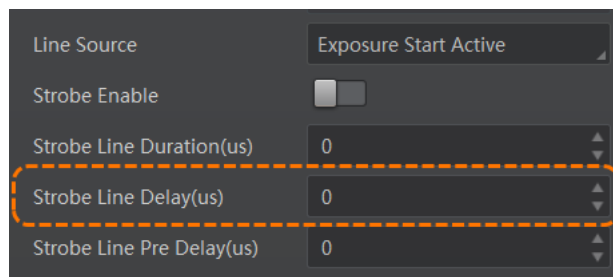 Line Source Exposure Start Active
Strobe Enable
Strobe Line Duration(us) 0
Strobe Line Delay(us) 0
Strobe Line Pre Delay(us) 0